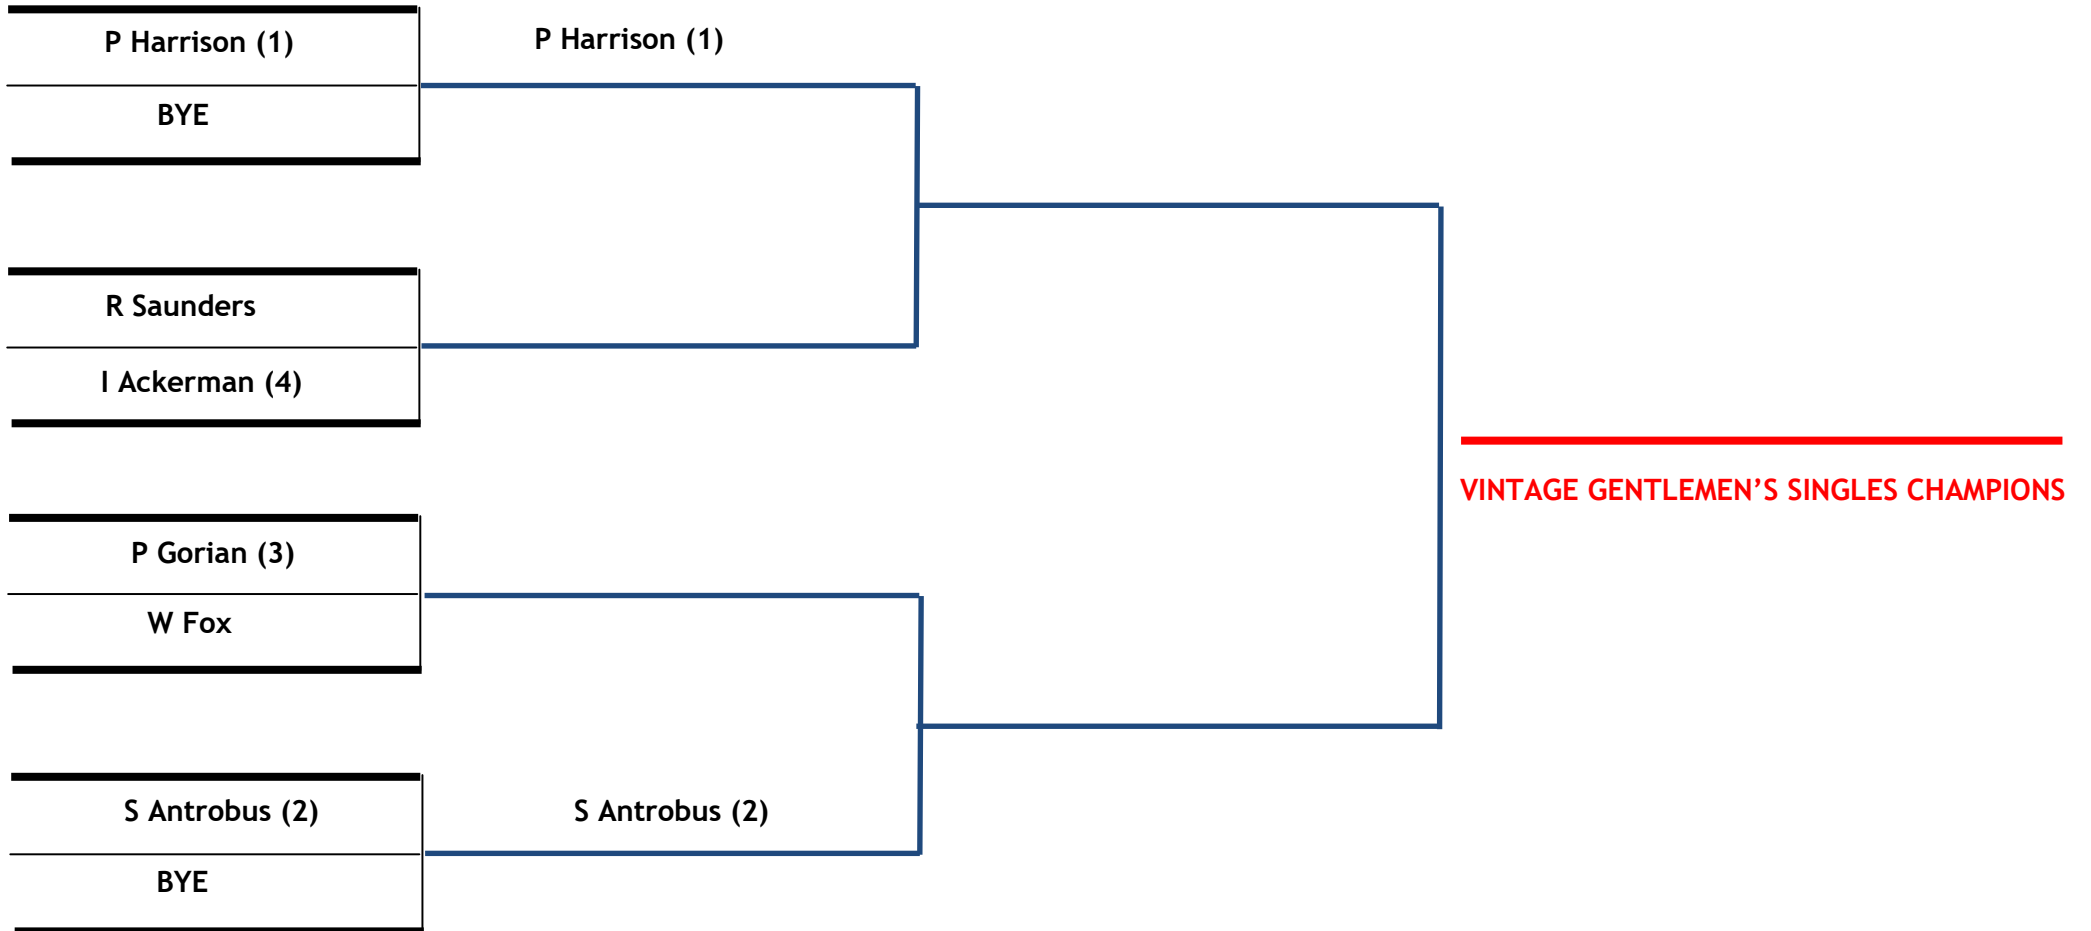 P Harrison (1)
P Harrison (1)
BYE
R Saunders
I Ackerman (4)
VINTAGE GENTLEMEN’S SINGLES CHAMPIONS
P Gorian (3)
W Fox
S Antrobus (2)
S Antrobus (2)
BYE